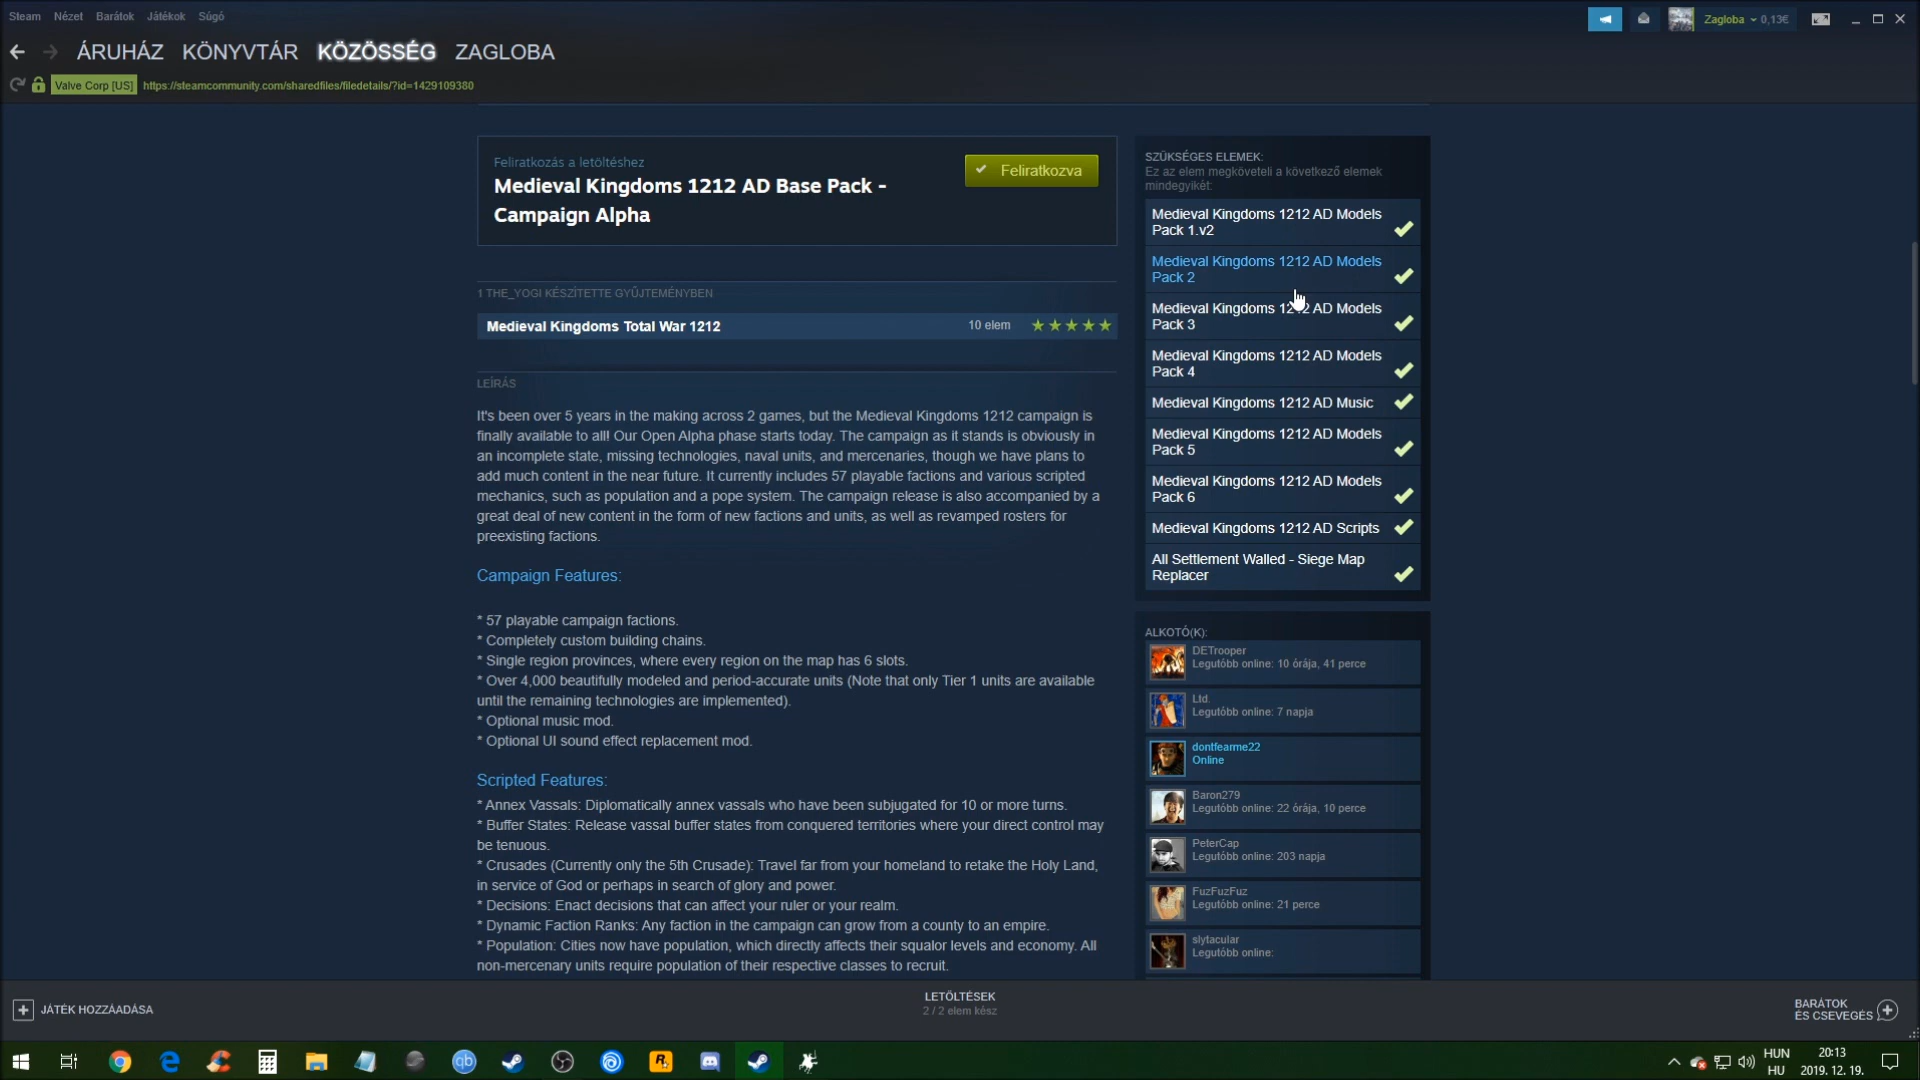 Steam Nézet Barátok Játékok Súgó
Zagloba 0,13€
ÁRUHÁZ KÖNYVTÁR KÖZÖSSÉG ZAGLOBA
Valve Corp [US] https://steamcommunity.com/sharedfiles/filedetails/?id=1429109380
Feliratkozás a letöltéshez
Medieval Kingdoms 1212 AD Base Pack -
Campaign Alpha
Feliratkozva
1 THE_YOGI KÉSZÍTETTE GYŰJTEMÉNYBEN
Medieval Kingdoms Total War 1212 10 elem
LEÍRÁS
It's been over 5 years in the making across 2 games, but the Medieval Kingdoms 1212 campaign is
finally available to all! Our Open Alpha phase starts today. The campaign as it stands is obviously in
an incomplete state, missing technologies, naval units, and mercenaries, though we have plans to
add much content in the near future. It currently includes 57 playable factions and various scripted
mechanics, such as population and a pope system. The campaign release is also accompanied by a
great deal of new content in the form of new factions and units, as well as revamped rosters for
preexisting factions.
Campaign Features:
* 57 playable campaign factions.
* Completely custom building chains.
* Single region provinces, where every region on the map has 6 slots.
* Over 4,000 beautifully modeled and period-accurate units (Note that only Tier 1 units are available
until the remaining technologies are implemented).
* Optional music mod.
* Optional UI sound effect replacement mod.
Scripted Features:
* Annex Vassals: Diplomatically annex vassals who have been subjugated for 10 or more turns.
* Buffer States: Release vassal buffer states from conquered territories where your direct control may
be tenuous.
* Crusades (Currently only the 5th Crusade): Travel far from your homeland to retake the Holy Land,
in service of God or perhaps in search of glory and power.
* Decisions: Enact decisions that can affect your ruler or your realm.
* Dynamic Faction Ranks: Any faction in the campaign can grow from a county to an empire.
* Population: Cities now have population, which directly affects their squalor levels and economy. All
non-mercenary units require population of their respective classes to recruit.
SZÜKSÉGES ELEMEK:
Ez az elem megköveteli a következő elemek
mindegyikét:
Medieval Kingdoms 1212 AD Models
Pack 1.v2
Medieval Kingdoms 1212 AD Models
Pack 2
Medieval Kingdoms 1212 AD Models
Pack 3
Medieval Kingdoms 1212 AD Models
Pack 4
Medieval Kingdoms 1212 AD Music
Medieval Kingdoms 1212 AD Models
Pack 5
Medieval Kingdoms 1212 AD Models
Pack 6
Medieval Kingdoms 1212 AD Scripts
All Settlement Walled - Siege Map
Replacer
ALKOTÓ(K):
DETrooper
Legutóbb online: 10 órája, 41 perce
Ltd.
Legutóbb online: 7 napja
dontfearme22
Online
Baron279
Legutóbb online: 22 órája, 10 perce
PeterCap
Legutóbb online: 203 napja
FuzFuzFuz
Legutóbb online: 21 perce
slytacular
Legutóbb online:
JÁTÉK HOZZÁADÁSA
LETÖLTÉSEK
2 / 2 elem kész
BARÁTOK
ÉS CSEVEGÉS
qb
R
HUN
HU
20:13
2019. 12. 19.